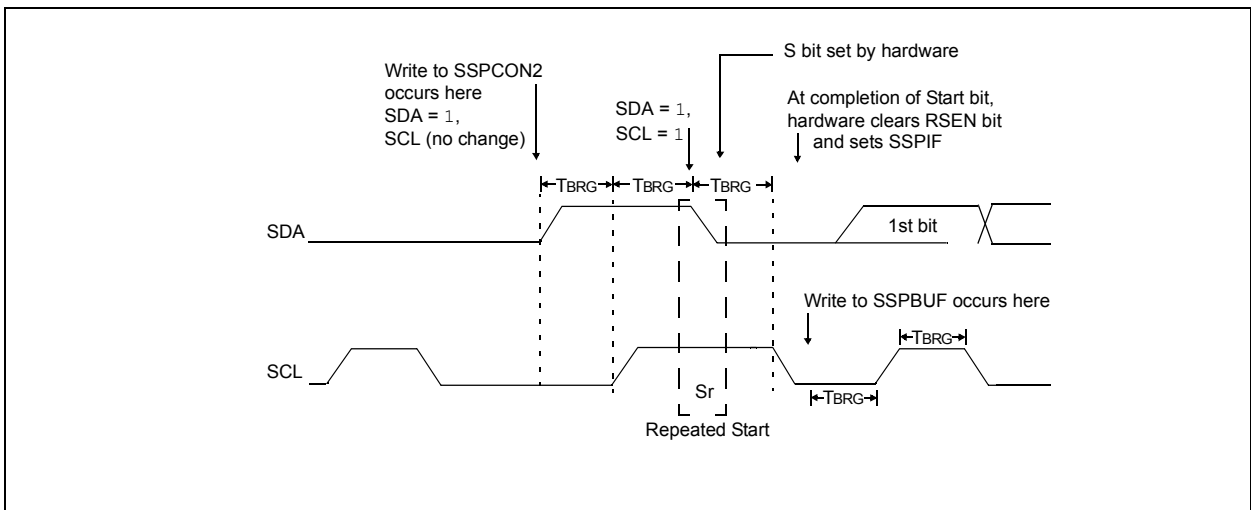 S bit set by hardware
Write to SSPCON2
occurs here
SDA = 1,
SCL (no change)
SDA = 1,
SCL = 1
At completion of Start bit,
hardware clears RSEN bit
and sets SSPIF
TBRG TBRG TBRG
SDA
1st bit
Write to SSPBUF occurs here
TBRG
SCL
Sr
TBRG
Repeated Start